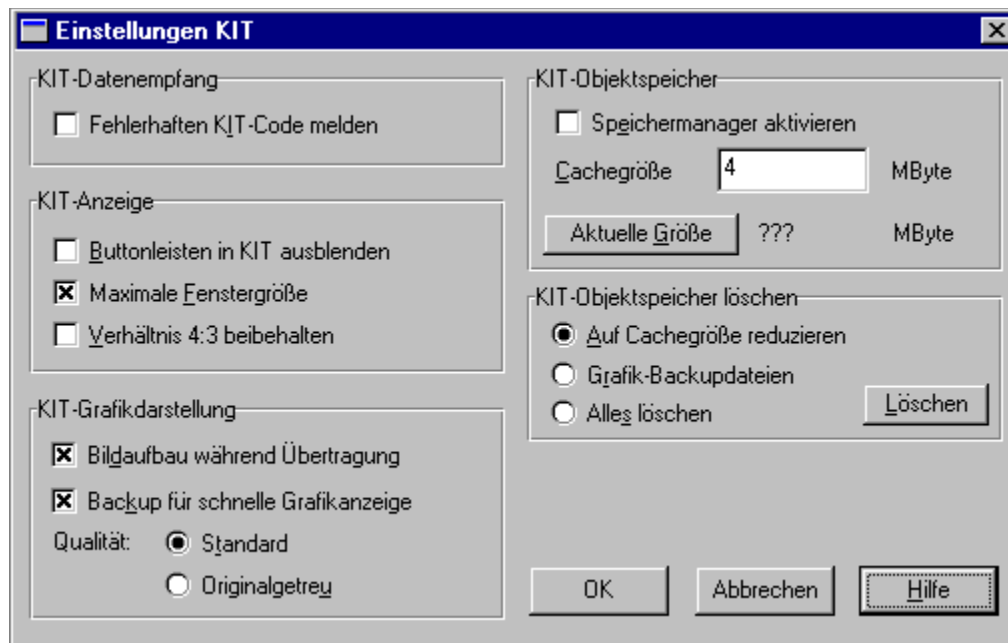 Einstellungen KIT
KIT-Datenempfang
Fehlerhaften KIT-Code melden
KIT-Anzeige
Buttonleisten in KIT ausblenden
Maximale Fenstergröße
Verhältnis 4:3 beibehalten
KIT-Grafikdarstellung
Bildaufbau während Übertragung
Backup für schnelle Grafikanzeige
Qualität: Standard
Originalgetreu
KIT-Objektspeicher
Speichermanager aktivieren
Cachegröße 4 MByte
Aktuelle Größe ??? MByte
KIT-Objektspeicher löschen
Auf Cachegröße reduzieren
Grafik-Backupdateien
Alles löschen
Löschen
OK Abbrechen Hilfe